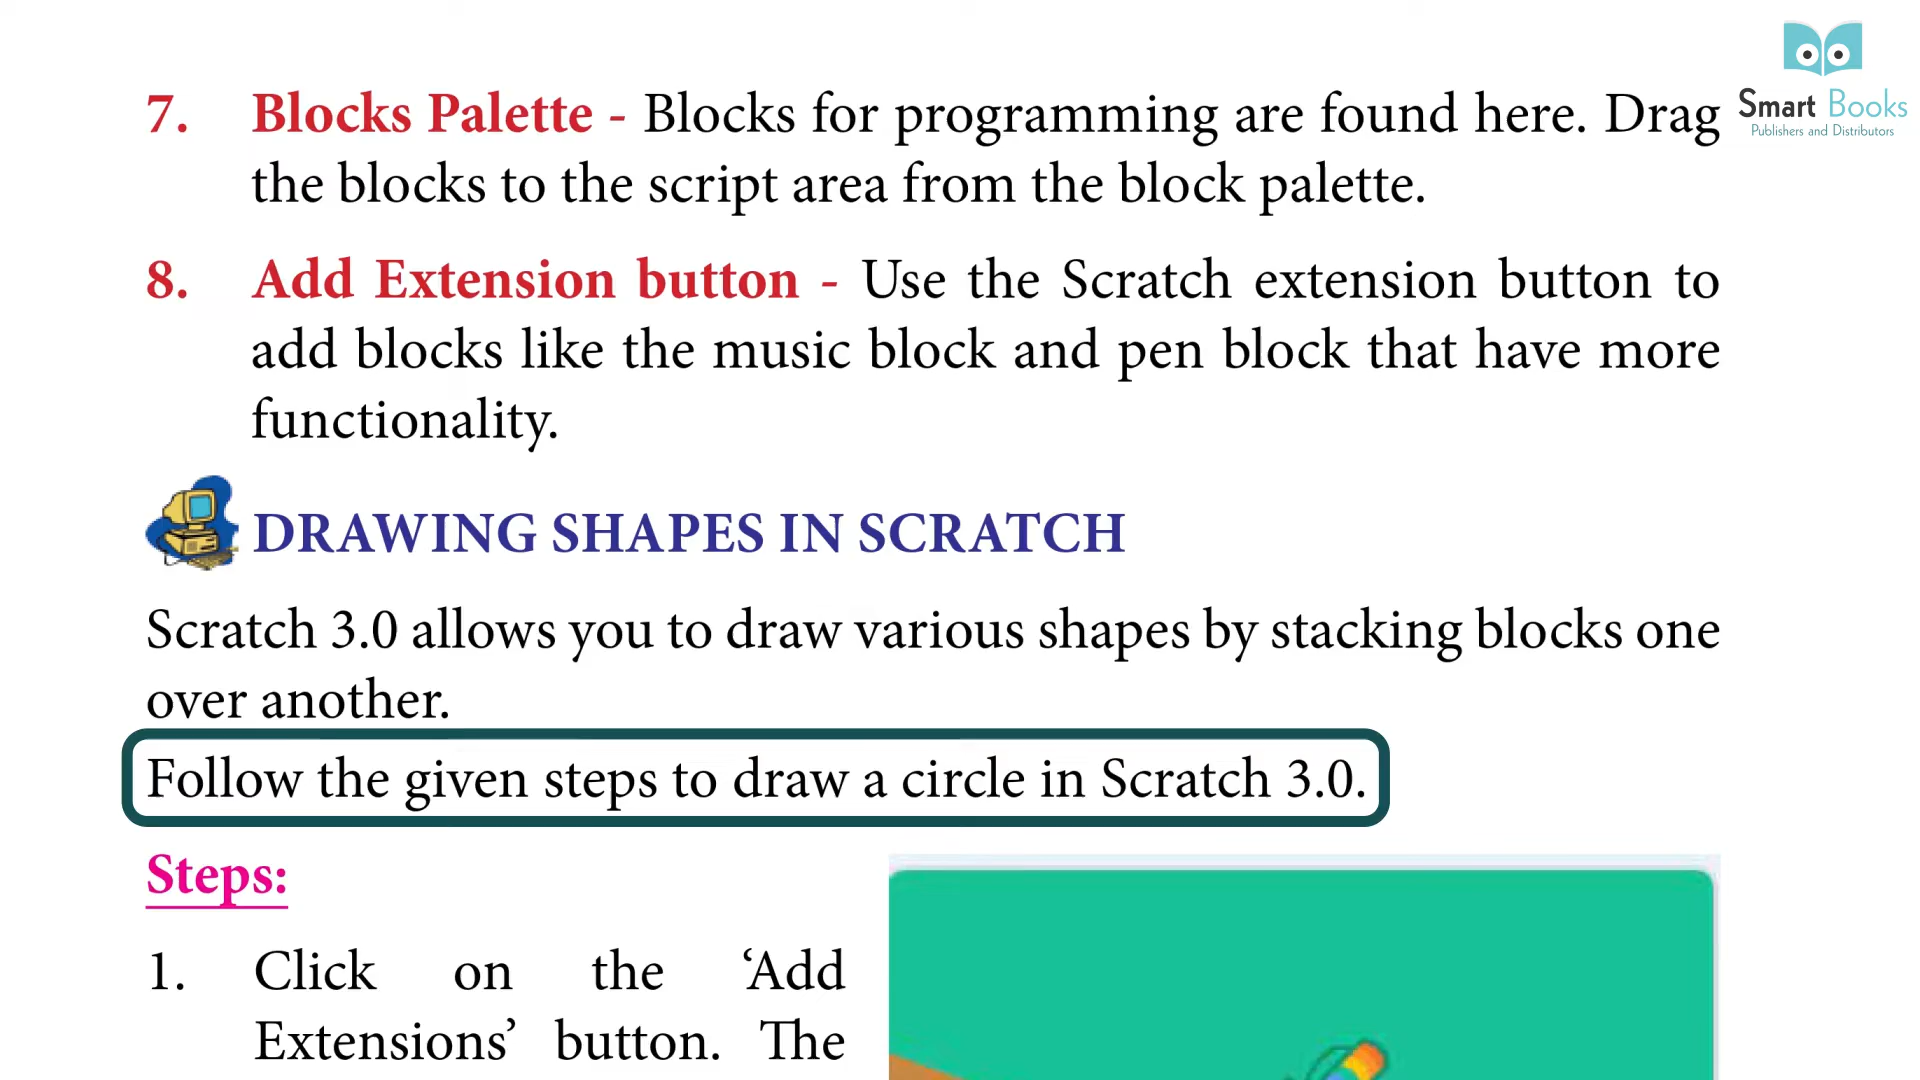 Smart Books
Publishers and Distributors
7. Blocks Palette - Blocks for programming are found here. Drag
the blocks to the script area from the block palette.
8. Add Extension button - Use the Scratch extension button to
add blocks like the music block and pen block that have more
functionality.
DRAWING SHAPES IN SCRATCH
Scratch 3.0 allows you to draw various shapes by stacking blocks one
over another.
Follow the given steps to draw a circle in Scratch 3.0.
Steps:
1. Click on the ‘Add
Extensions’ button. The